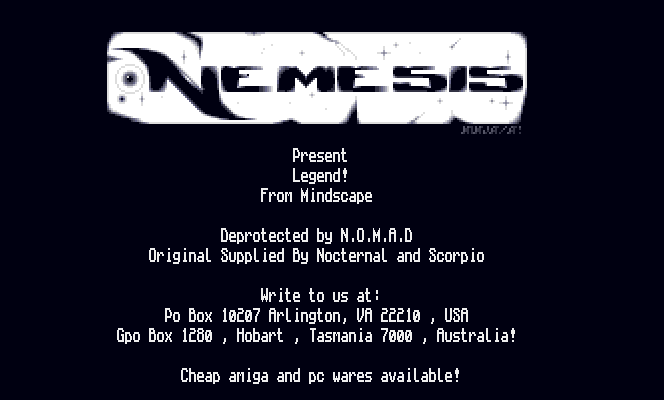 NEMESIS
Present
Legend!
From Mindscape
Deprotected by N.O.M.A.D
Original Supplied By Nocternal and Scorpio
Write to us at:
Po Box 10207 Arlington, VA 22210 , USA
Gpo Box 1280 , Hobart , Tasmania 7000 , Australia!
Cheap amiga and pc wares available!